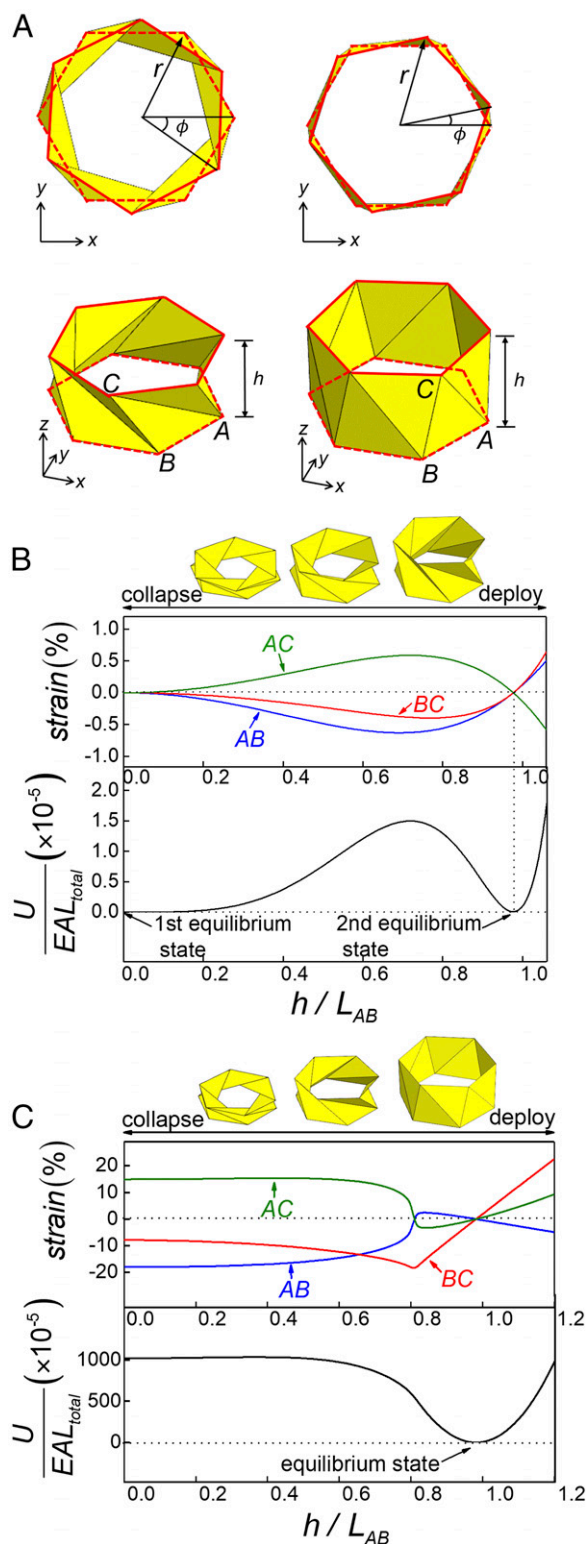 A
r
ϕ
r
ϕ
y
x
y
x
h
C
A
B
z
y
x
h
C
A
B
z
y
x
B
collapse deploy
strain(%)
1.0
0.5
0.0
-0.5
-1.0
AC
BC
AB
0.0 0.2 0.4 0.6 0.8 1.0
U/EAL_total (×10⁻⁵)
2.0
1.5
1.0
0.5
0.0
1st equilibrium state
2nd equilibrium state
0.0 0.2 0.4 0.6 0.8 1.0
h / L_AB
C
collapse deploy
strain(%)
20
10
0
-10
-20
AC
AB
BC
0.0 0.2 0.4 0.6 0.8 1.0 1.2
U/EAL_total (×10⁻⁵)
1000
500
0
equilibrium state
0.0 0.2 0.4 0.6 0.8 1.0 1.2
h / L_AB